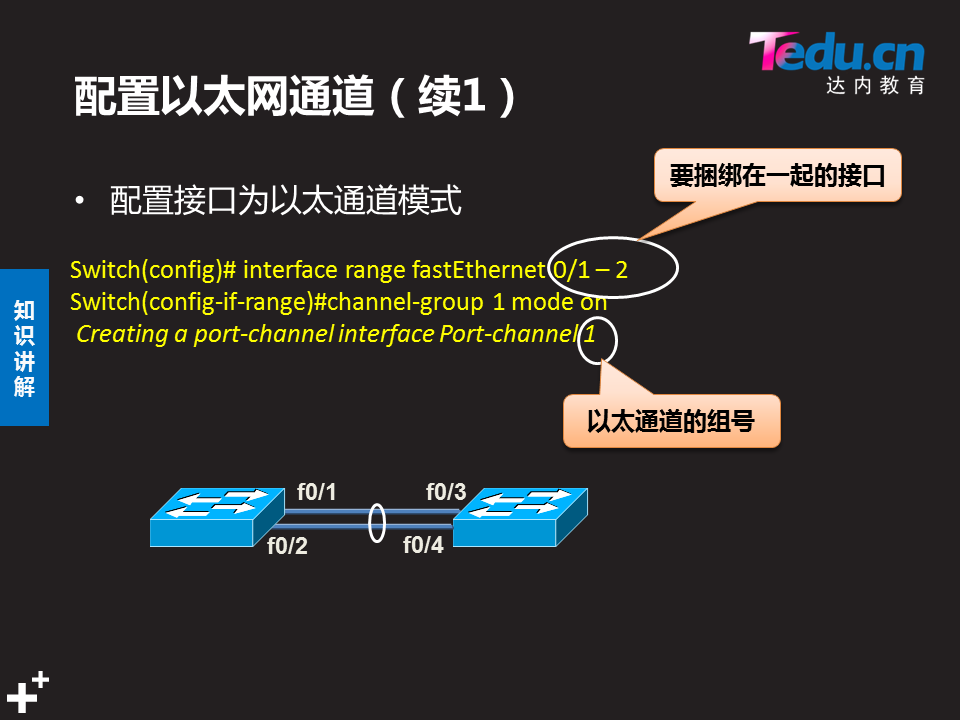 Tedu.cn
达内教育
配置以太网通道（续1）
要捆绑在一起的接口
• 配置接口为以太通道模式
Switch(config)# interface range fastEthernet 0/1 – 2
Switch(config-if-range)#channel-group 1 mode on
Creating a port-channel interface Port-channel 1
知识讲解
以太通道的组号
f0/1 f0/3
f0/2 f0/4